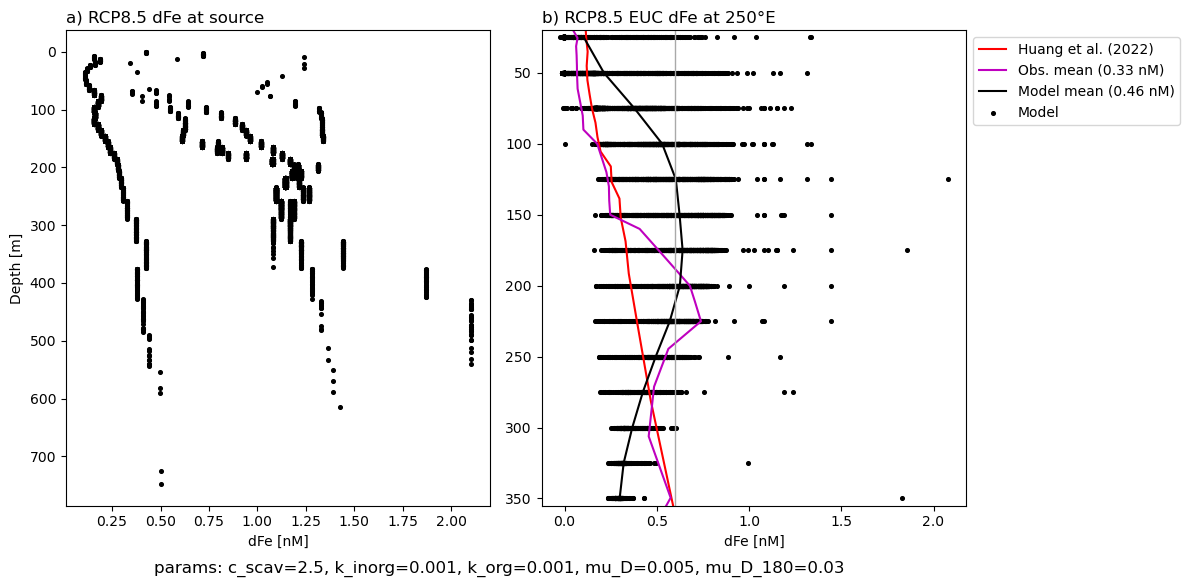 a) RCP8.5 dFe at source
b) RCP8.5 EUC dFe at 250°E
Depth [m]
0
100
200
300
400
500
600
700
0.25 0.50 0.75 1.00 1.25 1.50 1.75 2.00
dFe [nM]
50
100
150
200
250
300
350
0.0 0.5 1.0 1.5 2.0
dFe [nM]
Huang et al. (2022)
Obs. mean (0.33 nM)
Model mean (0.46 nM)
Model
params: c_scav=2.5, k_inorg=0.001, k_org=0.001, mu_D=0.005, mu_D_180=0.03